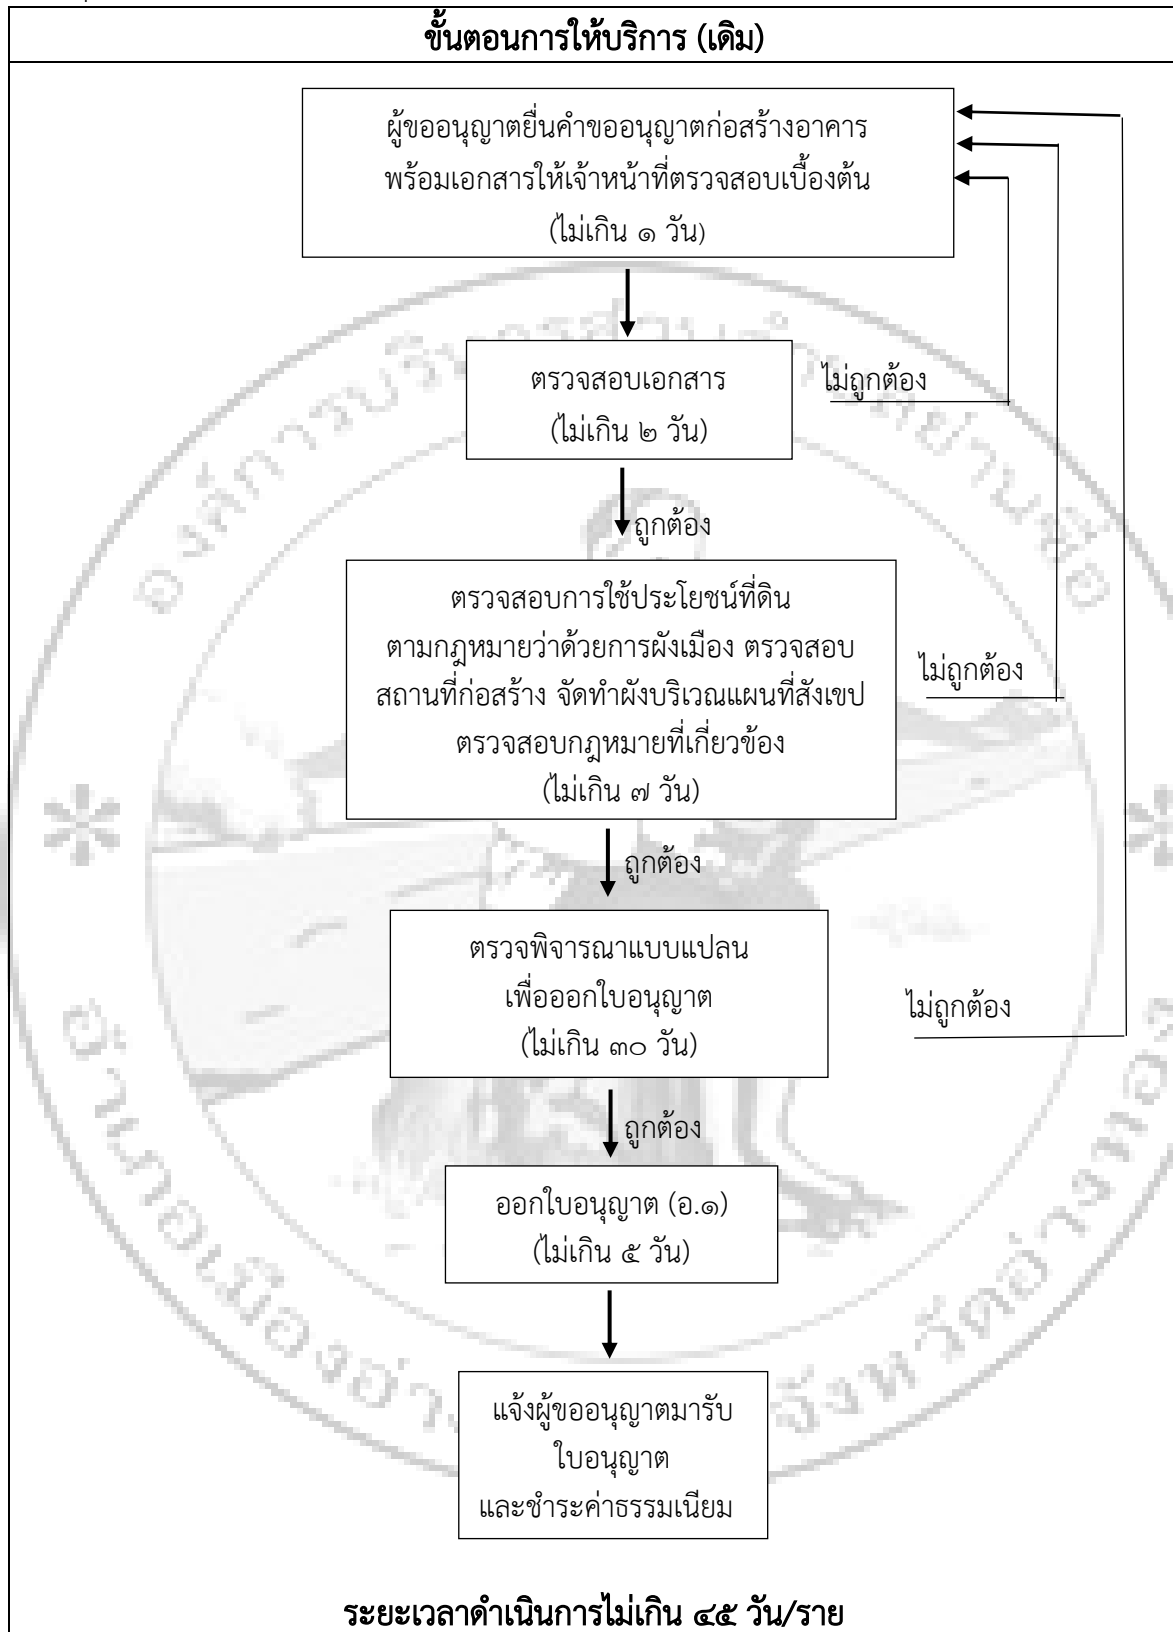 ขั้นตอนการให้บริการ (เดิม)
ผู้ขออนุญาตยื่นคำขออนุญาตก่อสร้างอาคาร
พร้อมเอกสารให้เจ้าหน้าที่ตรวจสอบเบื้องต้น
(ไม่เกิน ๑ วัน)
ตรวจสอบเอกสาร
(ไม่เกิน ๒ วัน)
ไม่ถูกต้อง
ถูกต้อง
ตรวจสอบการใช้ประโยชน์ที่ดิน
ตามกฎหมายว่าด้วยการผังเมือง ตรวจสอบ
สถานที่ก่อสร้าง จัดทำผังบริเวณแผนที่สังเขป
ตรวจสอบกฎหมายที่เกี่ยวข้อง
(ไม่เกิน ๗ วัน)
ไม่ถูกต้อง
ถูกต้อง
ตรวจพิจารณาแบบแปลน
เพื่อออกใบอนุญาต
(ไม่เกิน ๓๐ วัน)
ไม่ถูกต้อง
ถูกต้อง
ออกใบอนุญาต (อ.๑)
(ไม่เกิน ๕ วัน)
แจ้งผู้ขออนุญาตมารับ
ใบอนุญาต
และชำระค่าธรรมเนียม
ระยะเวลาดำเนินการไม่เกิน ๔๕ วัน/ราย